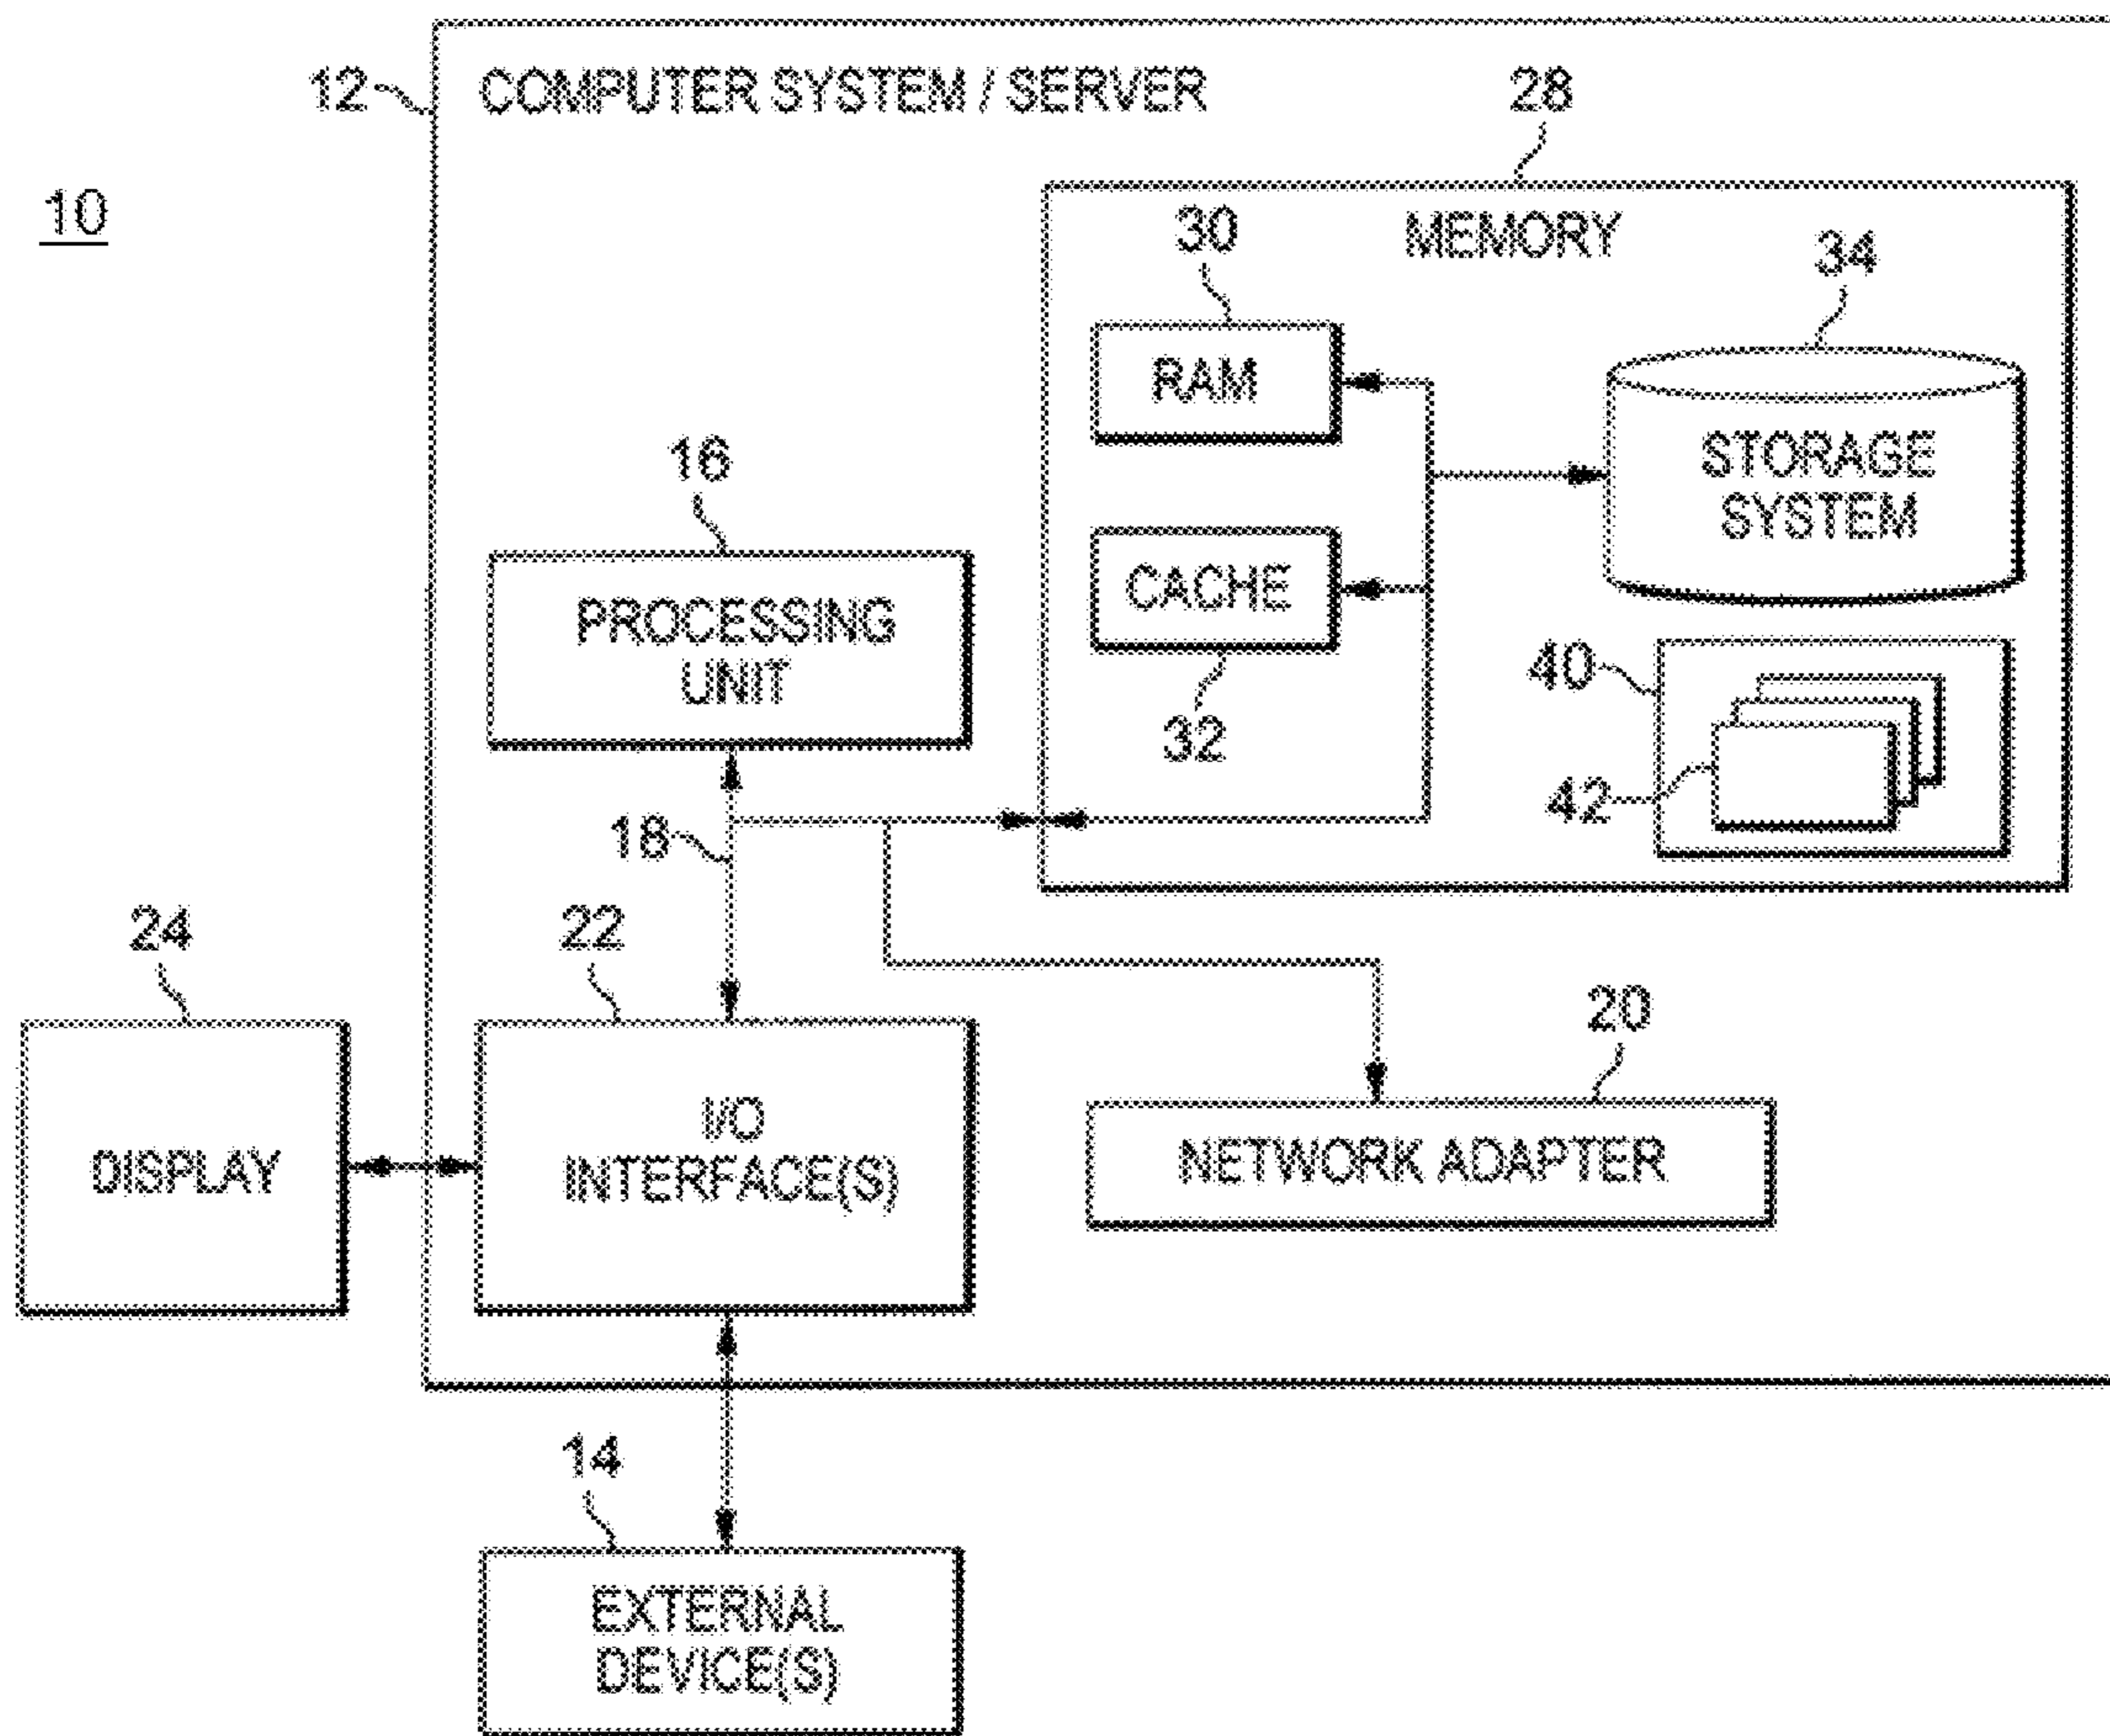 12
COMPUTER SYSTEM / SERVER
28
10
30
MEMORY
34
RAM
16
STORAGE
SYSTEM
PROCESSING
UNIT
CACHE
32
40
42
18
24
22
20
DISPLAY
I/O
INTERFACE(S)
NETWORK ADAPTER
14
EXTERNAL
DEVICE(S)